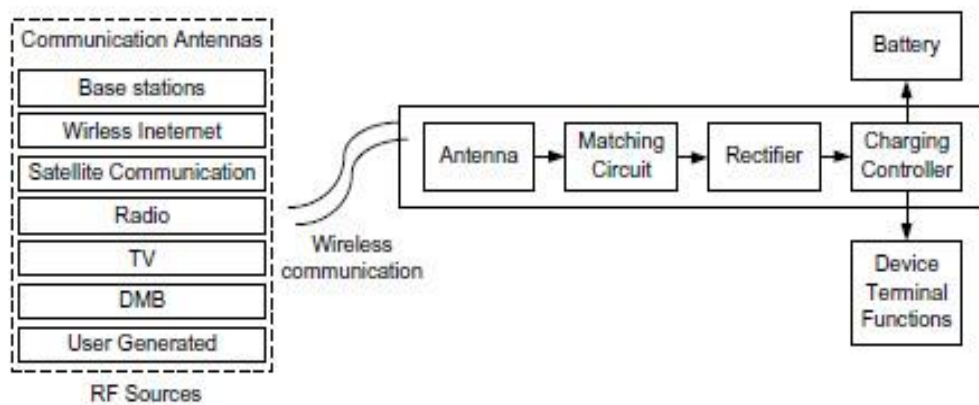 Communication Antennas
Base stations
Wirless Ineternet
Satellite Communication
Radio
TV
DMB
User Generated
RF Sources
Wireless
communication
Antenna
Matching
Circuit
Rectifier
Charging
Controller
Battery
Device
Terminal
Functions